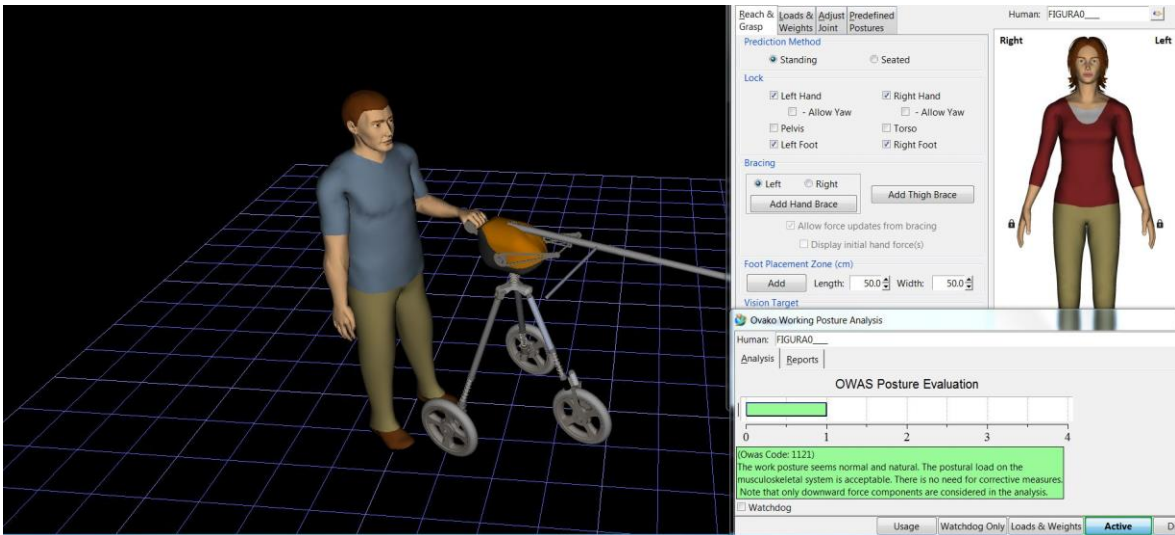 Reach & Grasp
Loads & Weights
Adjust Joint
Predefined Postures
Human: FIGURA0___
Prediction Method
Standing Seated
Lock
Left Hand Right Hand
- Allow Yaw - Allow Yaw
Pelvis Torso
Left Foot Right Foot
Bracing
Left Right
Add Hand Brace
Add Thigh Brace
Allow force updates from bracing
Display initial hand force(s)
Foot Placement Zone (cm)
Add Length: 50.0 Width: 50.0
Vision Target
Right Left
Ovako Working Posture Analysis
Human: FIGURA0___
Analysis Reports
OWAS Posture Evaluation
0 1 2 3 4
(Owas Code: 1121)
The work posture seems normal and natural. The postural load on the
musculoskeletal system is acceptable. There is no need for corrective measures.
Note that only downward force components are considered in the analysis.
Watchdog
Usage Watchdog Only Loads & Weights Active D